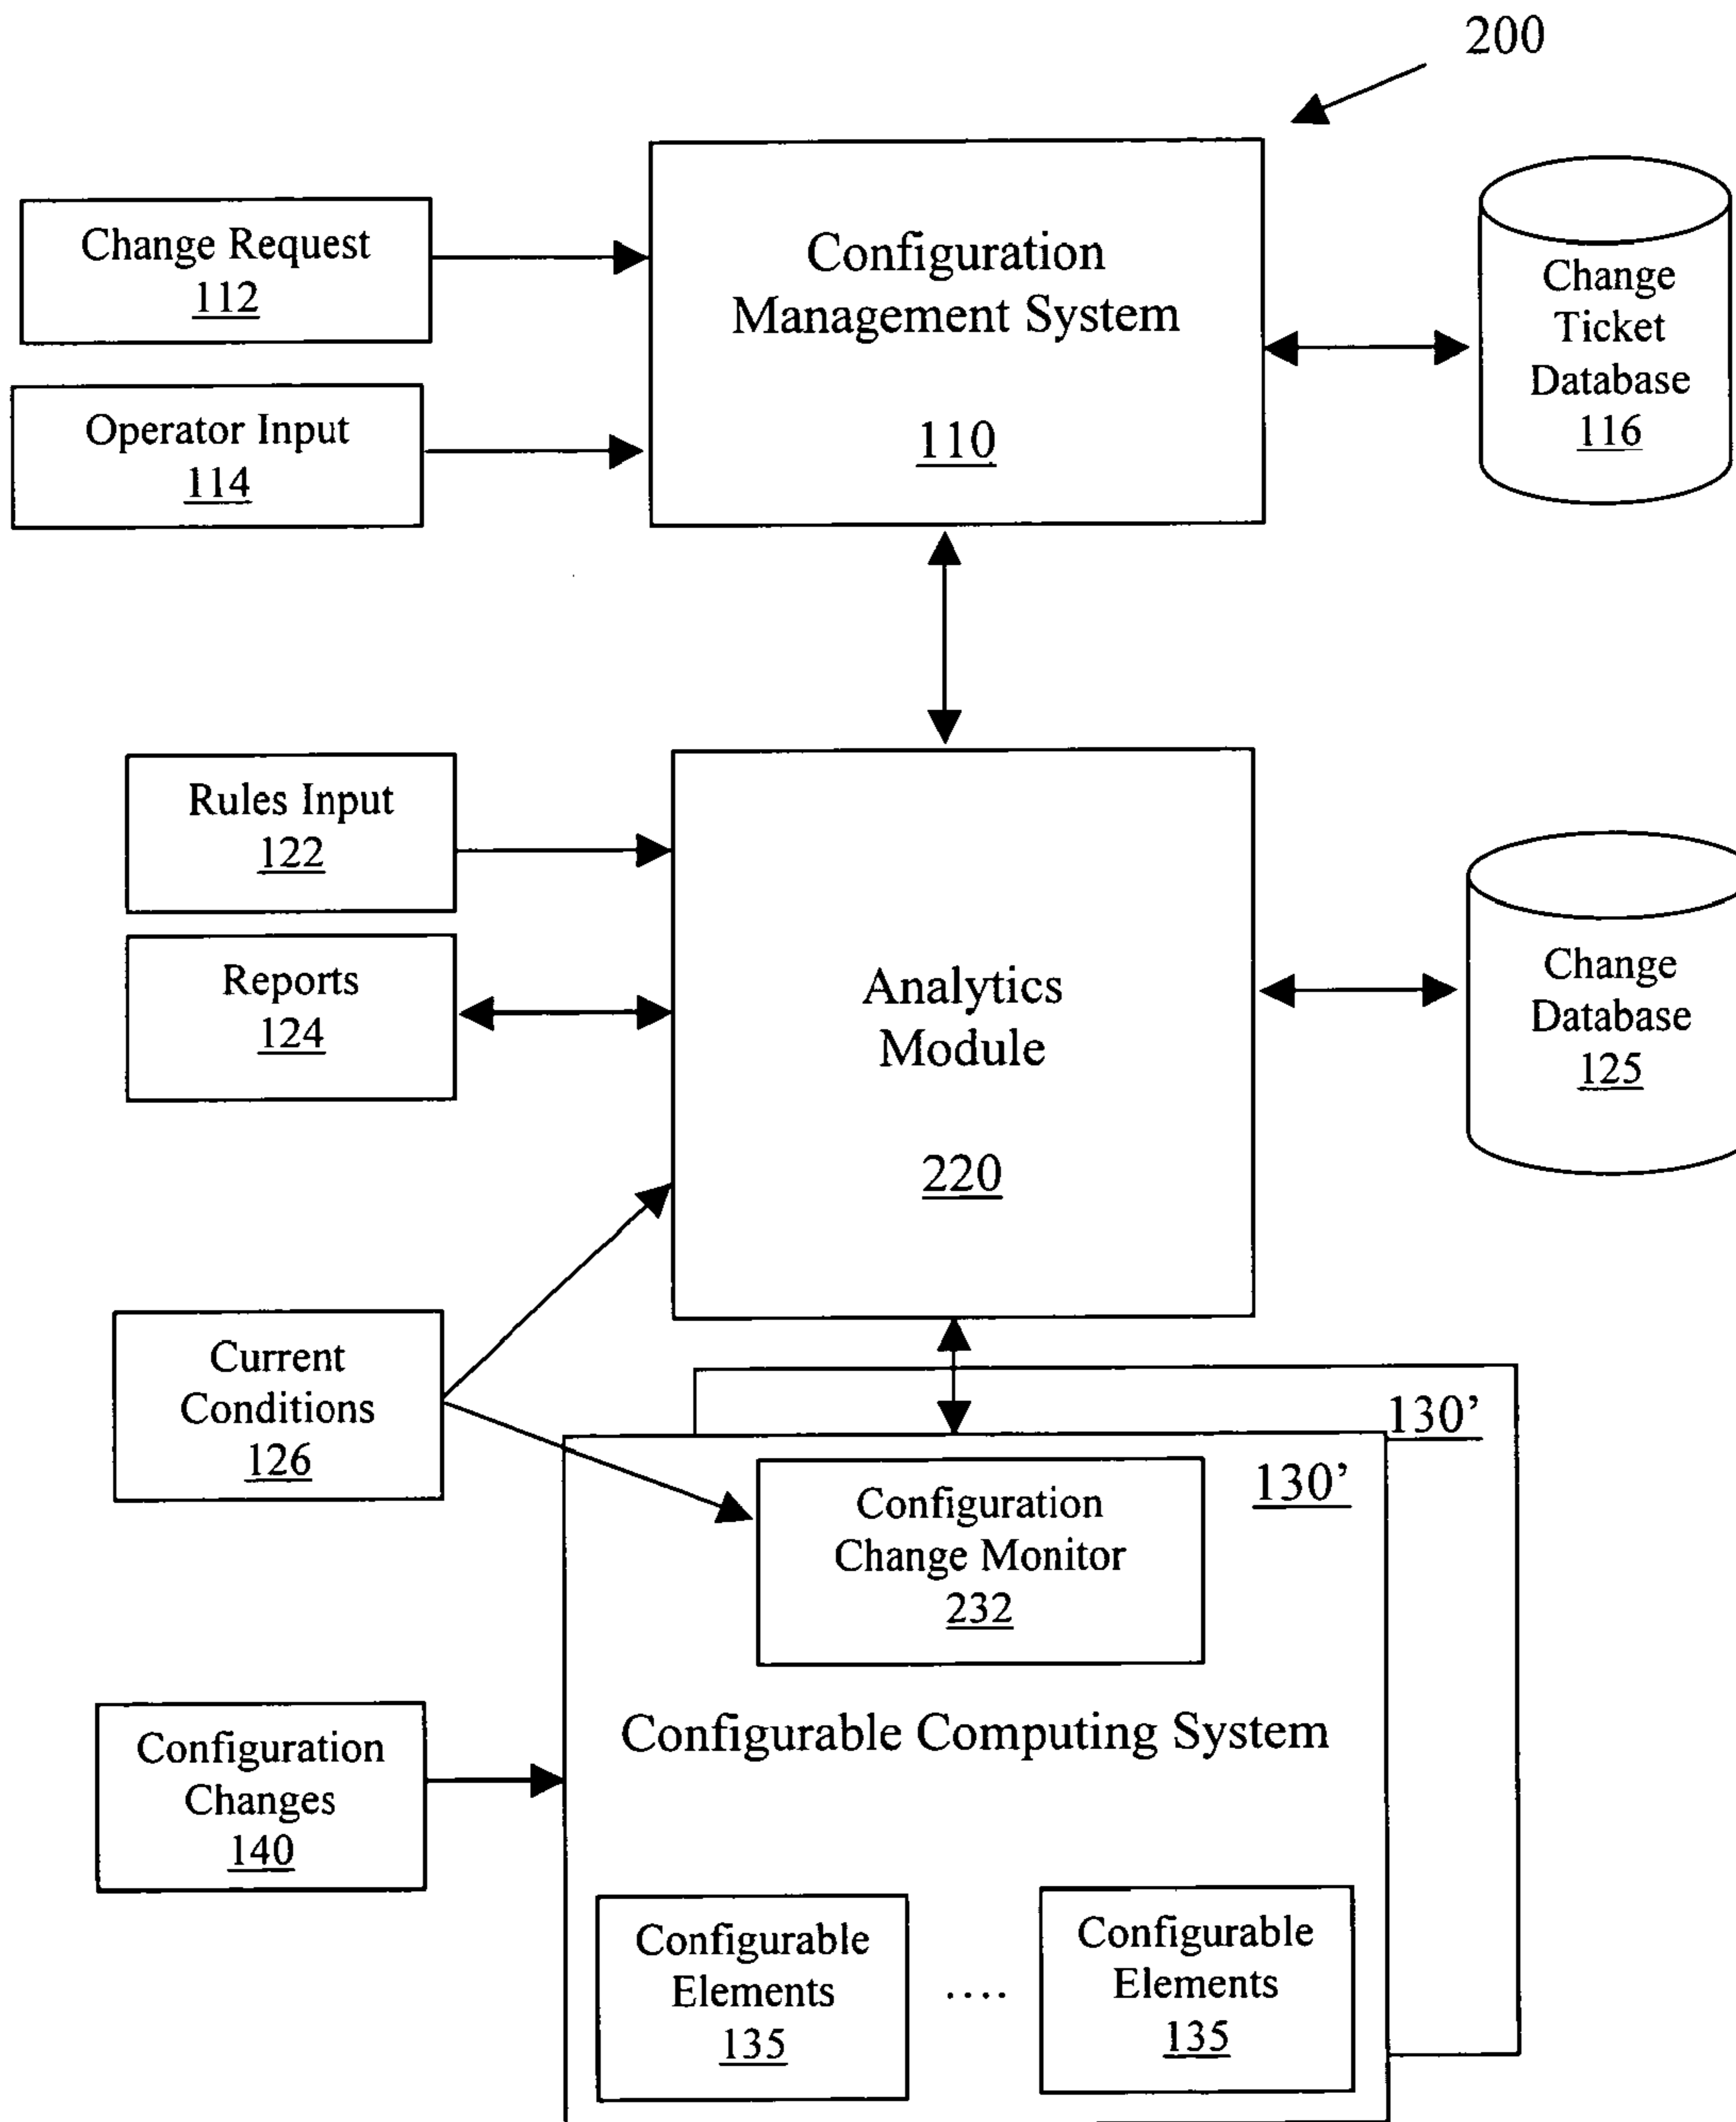 200
Change Request
112
Operator Input
114
Configuration
Management System
110
Change
Ticket
Database
116
Rules Input
122
Reports
124
Analytics
Module
220
Change
Database
125
Current
Conditions
126
130’
130’
Configuration
Change Monitor
232
Configurable Computing System
Configuration
Changes
140
Configurable
Elements
135
....
Configurable
Elements
135